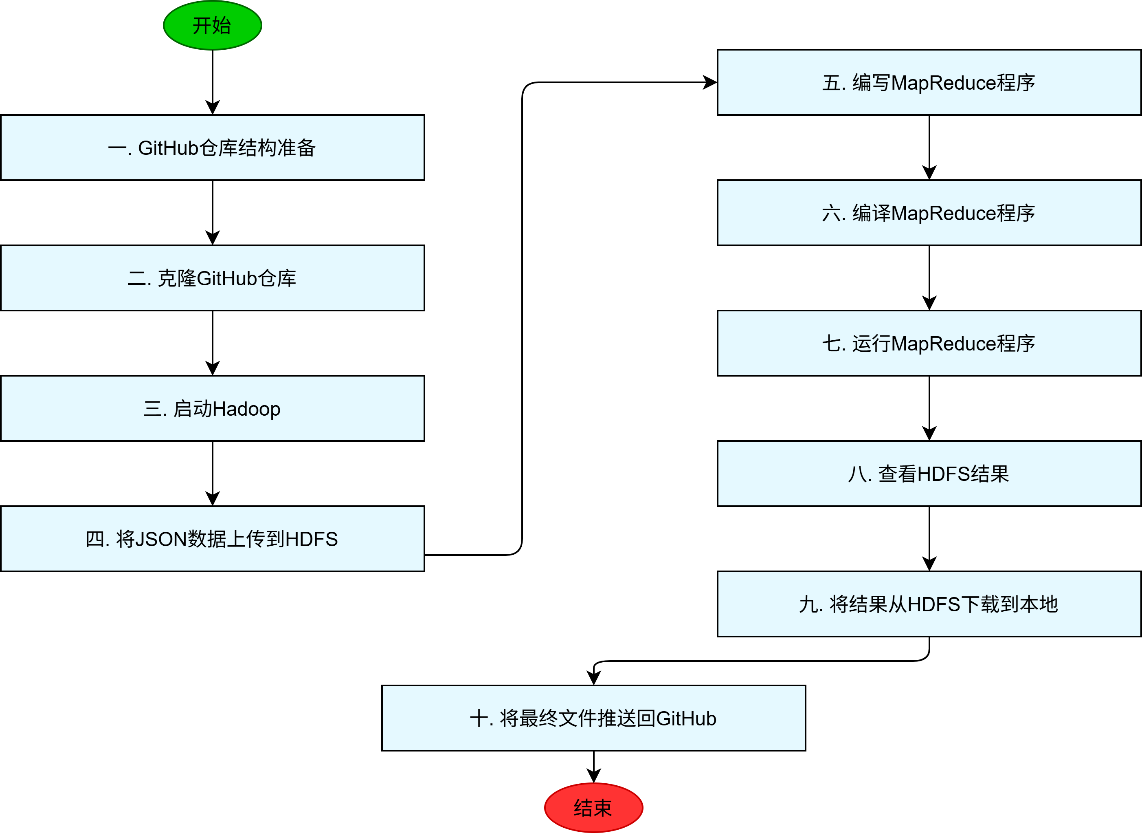 开始
一. GitHub仓库结构准备
二. 克隆GitHub仓库
三. 启动Hadoop
四. 将JSON数据上传到HDFS
五. 编写MapReduce程序
六. 编译MapReduce程序
七. 运行MapReduce程序
八. 查看HDFS结果
九. 将结果从HDFS下载到本地
十. 将最终文件推送回GitHub
结束